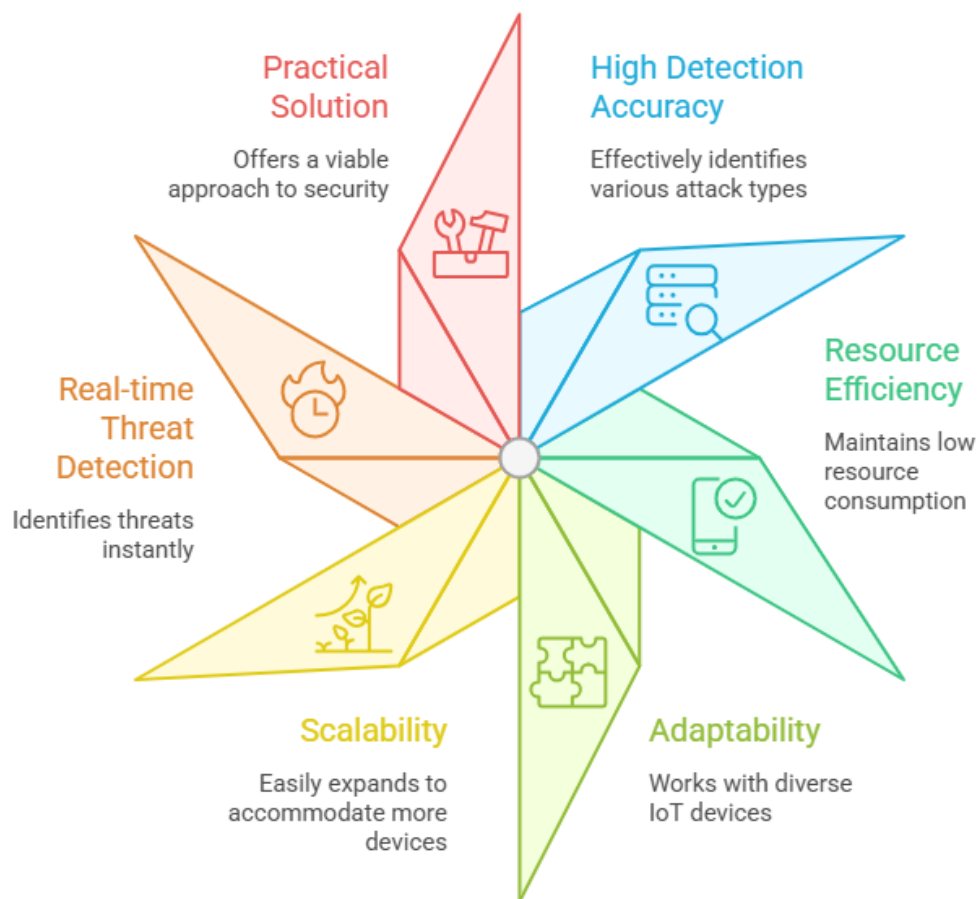 Practical
Solution
Offers a viable
approach to security
High Detection
Accuracy
Effectively identifies
various attack types
Resource
Efficiency
Maintains low
resource
consumption
Real-time
Threat
Detection
Identifies threats
instantly
Scalability
Easily expands to
accommodate more
devices
Adaptability
Works with diverse
IoT devices